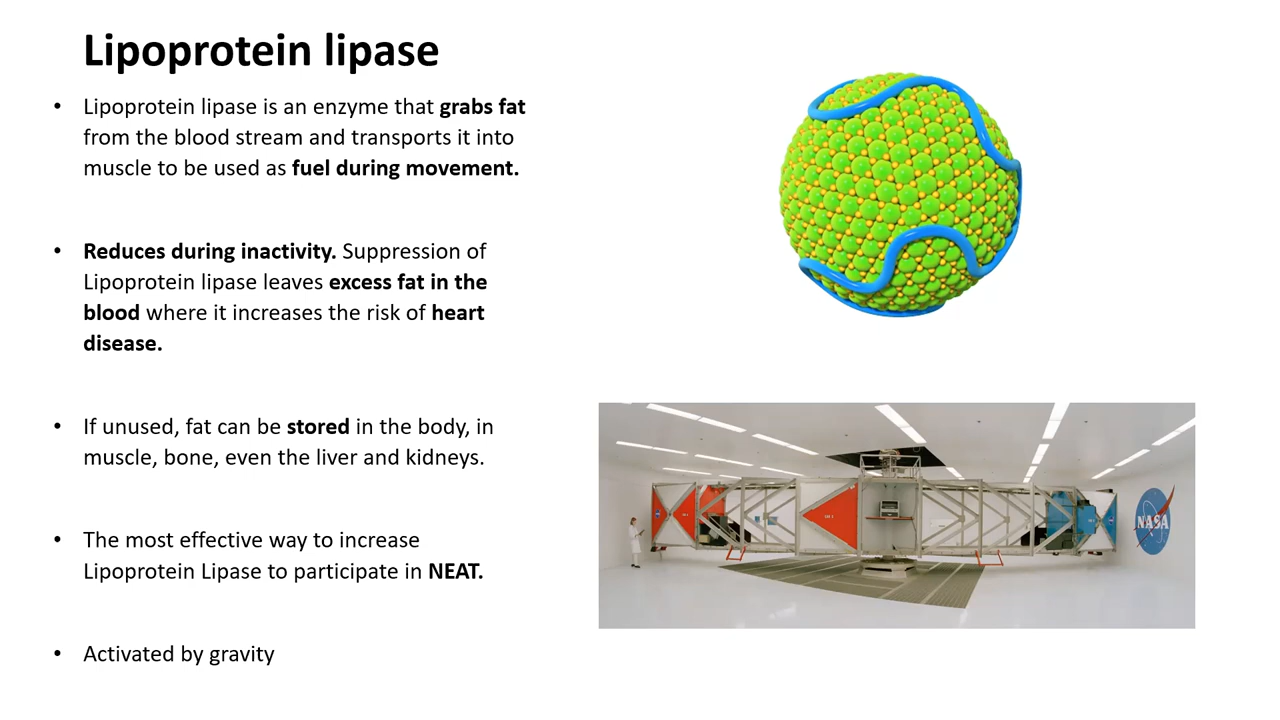 Lipoprotein lipase
• Lipoprotein lipase is an enzyme that grabs fat
from the blood stream and transports it into
muscle to be used as fuel during movement.
• Reduces during inactivity. Suppression of
Lipoprotein lipase leaves excess fat in the
blood where it increases the risk of heart
disease.
• If unused, fat can be stored in the body, in
muscle, bone, even the liver and kidneys.
• The most effective way to increase
Lipoprotein Lipase to participate in NEAT.
• Activated by gravity
NASA